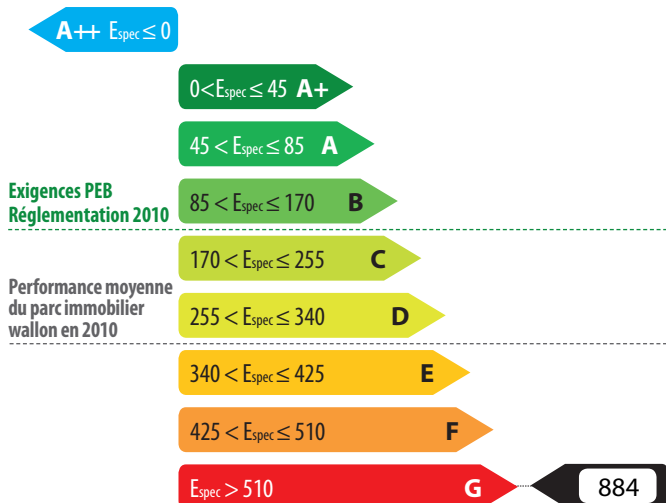 A++ Espec ≤ 0
0 < Espec ≤ 45 A+
45 < Espec ≤ 85 A
Exigences PEB
Réglementation 2010
85 < Espec ≤ 170 B
170 < Espec ≤ 255 C
Performance moyenne
du parc immobilier
wallon en 2010
255 < Espec ≤ 340 D
340 < Espec ≤ 425 E
425 < Espec ≤ 510 F
Espec > 510 G 884